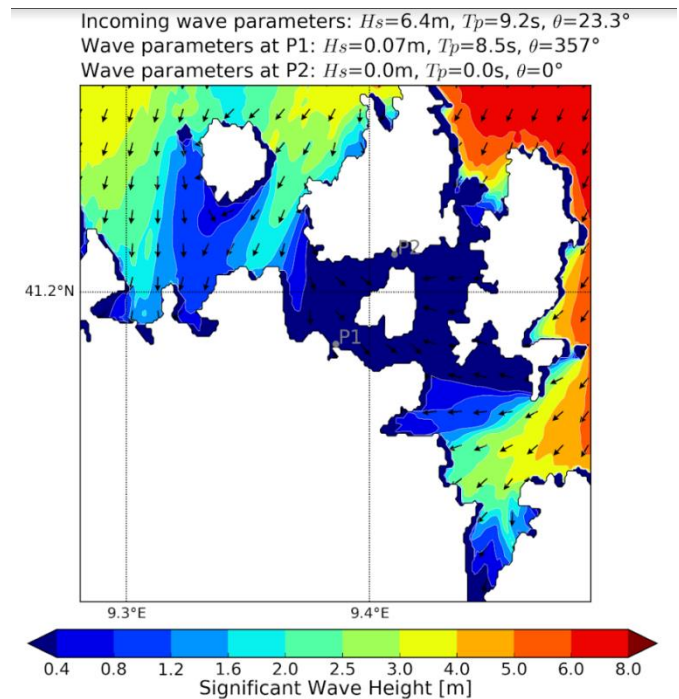 Incoming wave parameters: Hs=6.4m, Tp=9.2s, θ=23.3°
Wave parameters at P1: Hs=0.07m, Tp=8.5s, θ=357°
Wave parameters at P2: Hs=0.0m, Tp=0.0s, θ=0°
P2
41.2°N
P1
9.3°E 9.4°E
0.4 0.8 1.2 1.6 2.0 2.5 3.0 4.0 5.0 6.0 8.0
Significant Wave Height [m]